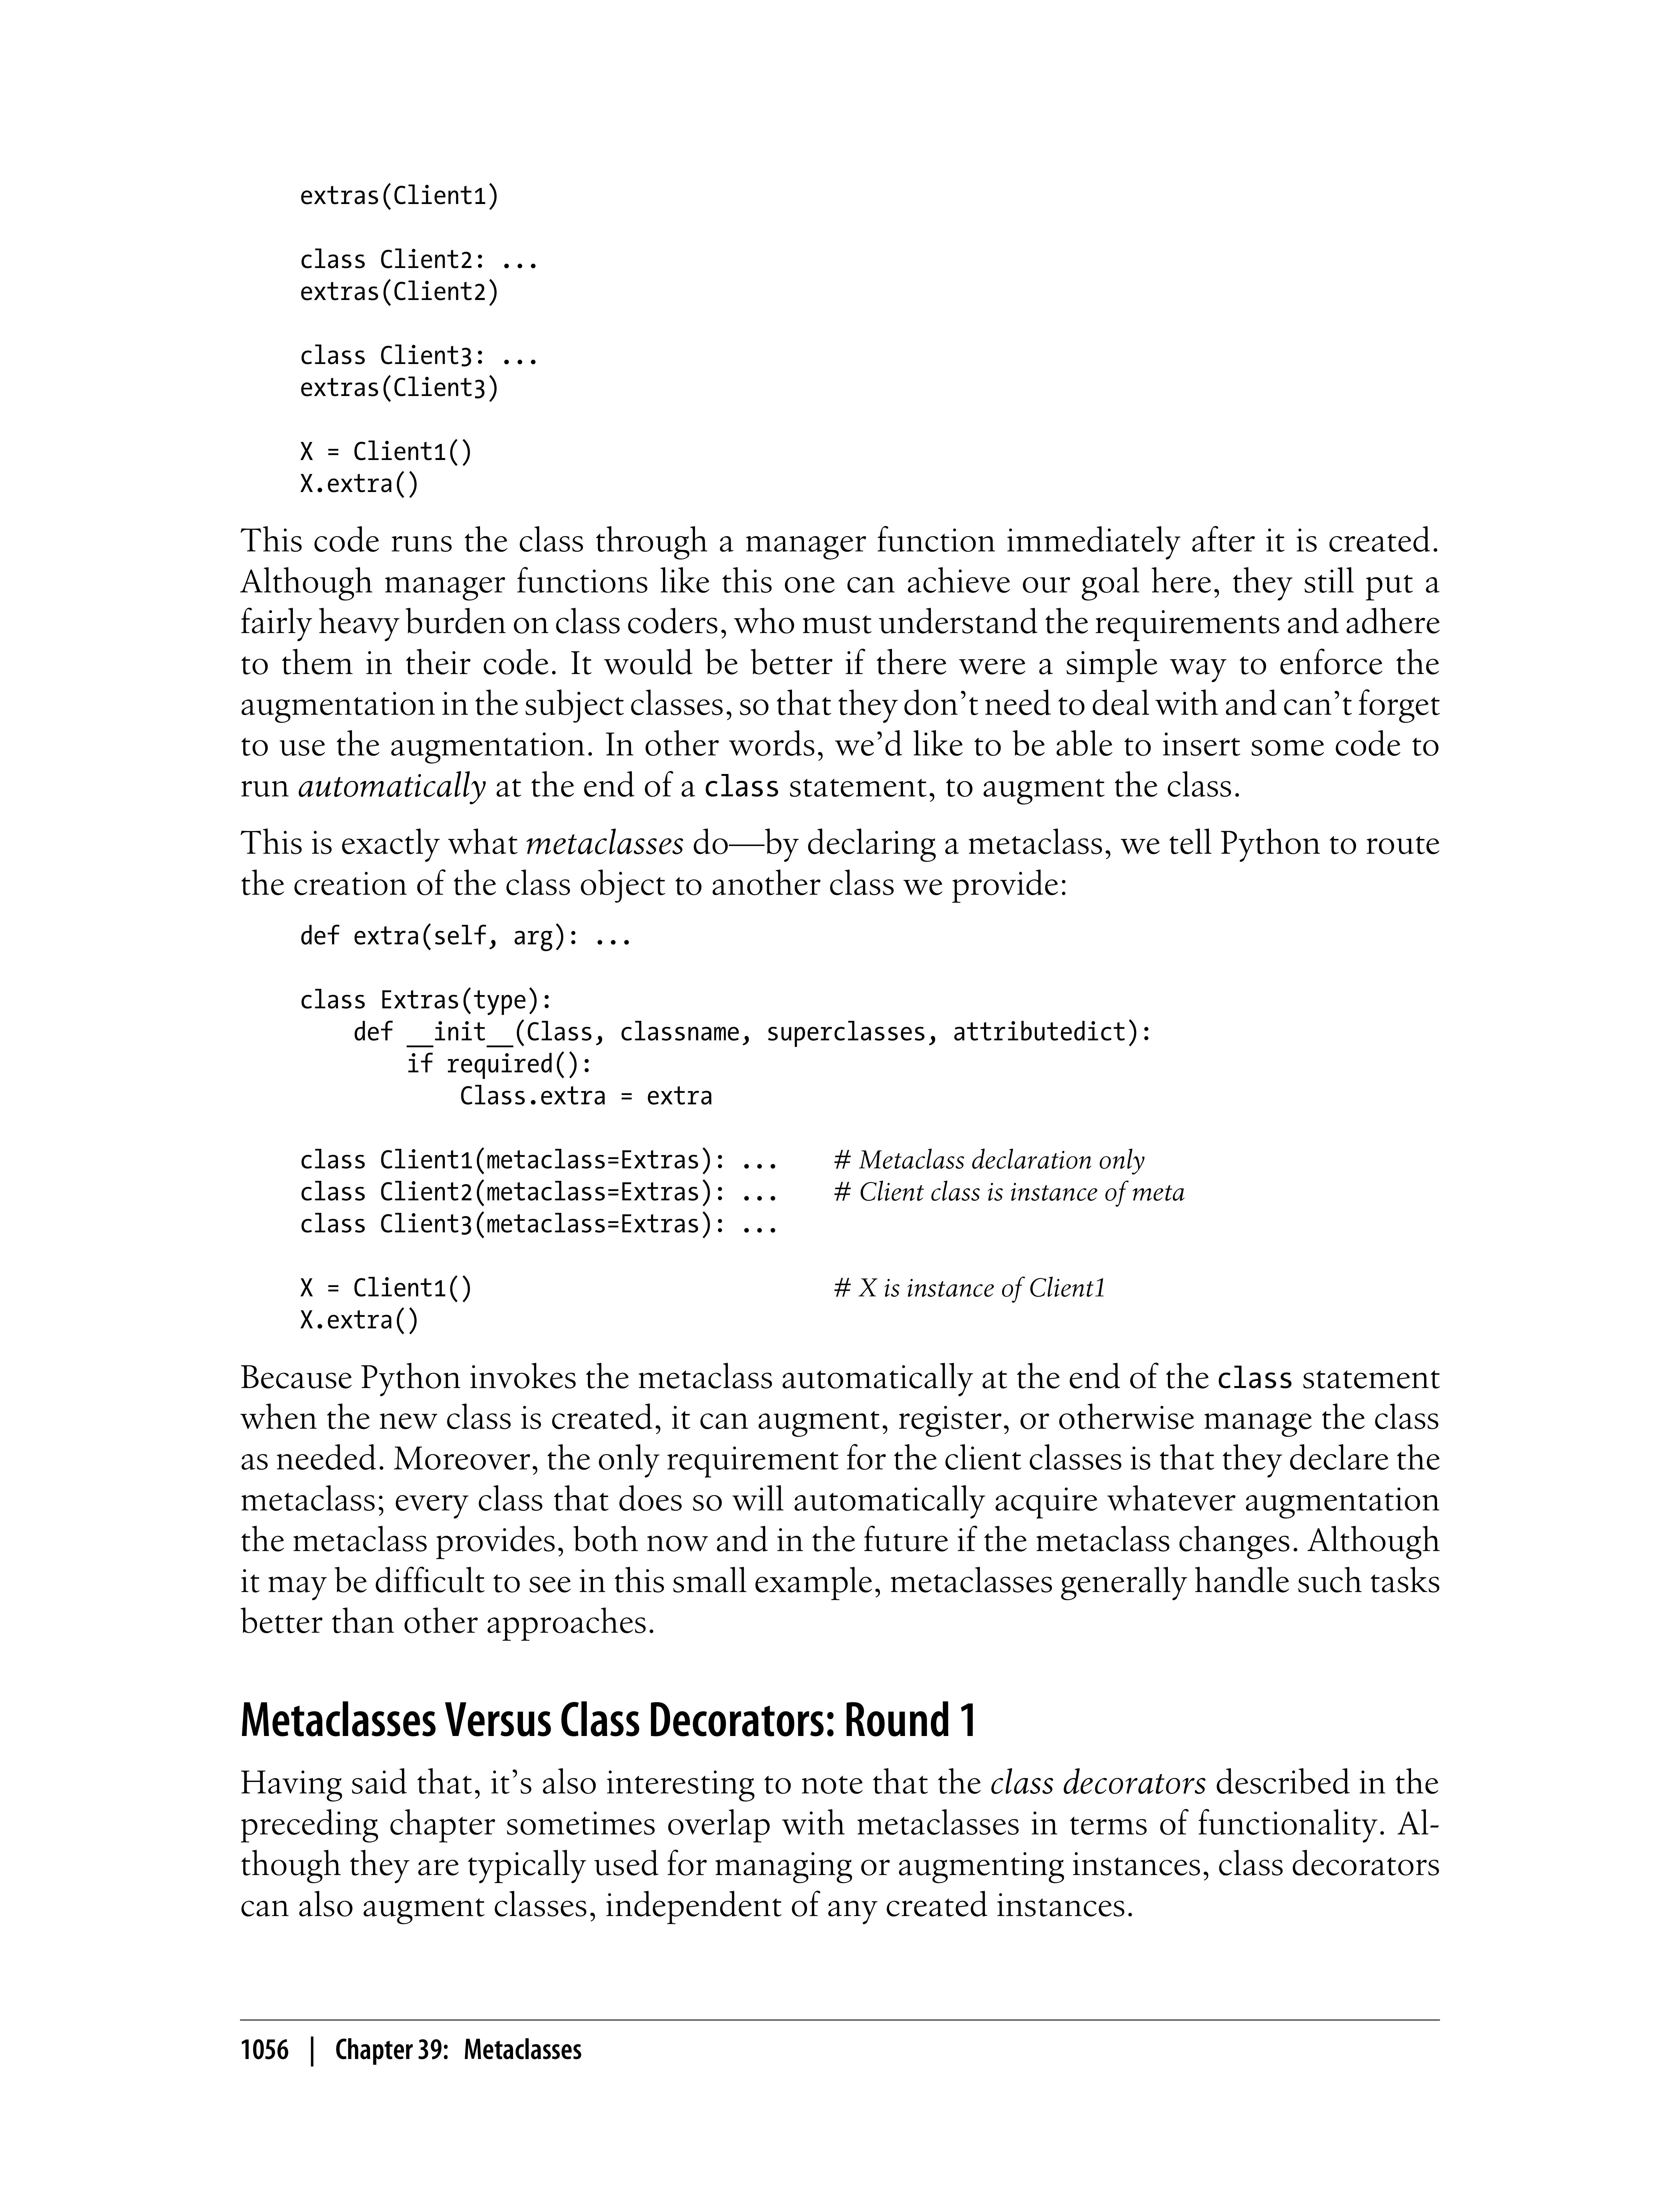 extras(Client1)
class Client2: ...
extras(Client2)
class Client3: ...
extras(Client3)
X = Client1()
X.extra()
This code runs the class through a manager function immediately after it is created.
Although manager functions like this one can achieve our goal here, they still put a
fairly heavy burden on class coders, who must understand the requirements and adhere
to them in their code. It would be better if there were a simple way to enforce the
augmentation in the subject classes, so that they don’t need to deal with and can’t forget
to use the augmentation. In other words, we’d like to be able to insert some code to
run automatically at the end of a class statement, to augment the class.
This is exactly what metaclasses do—by declaring a metaclass, we tell Python to route
the creation of the class object to another class we provide:
def extra(self, arg): ...
class Extras(type):
    def __init__(Class, classname, superclasses, attributedict):
        if required():
            Class.extra = extra
class Client1(metaclass=Extras): ...    # Metaclass declaration only
class Client2(metaclass=Extras): ...    # Client class is instance of meta
class Client3(metaclass=Extras): ...
X = Client1()    # X is instance of Client1
X.extra()
Because Python invokes the metaclass automatically at the end of the class statement
when the new class is created, it can augment, register, or otherwise manage the class
as needed. Moreover, the only requirement for the client classes is that they declare the
metaclass; every class that does so will automatically acquire whatever augmentation
the metaclass provides, both now and in the future if the metaclass changes. Although
it may be difficult to see in this small example, metaclasses generally handle such tasks
better than other approaches.
Metaclasses Versus Class Decorators: Round 1
Having said that, it’s also interesting to note that the class decorators described in the
preceding chapter sometimes overlap with metaclasses in terms of functionality. Al-
though they are typically used for managing or augmenting instances, class decorators
can also augment classes, independent of any created instances.
1056 | Chapter 39: Metaclasses